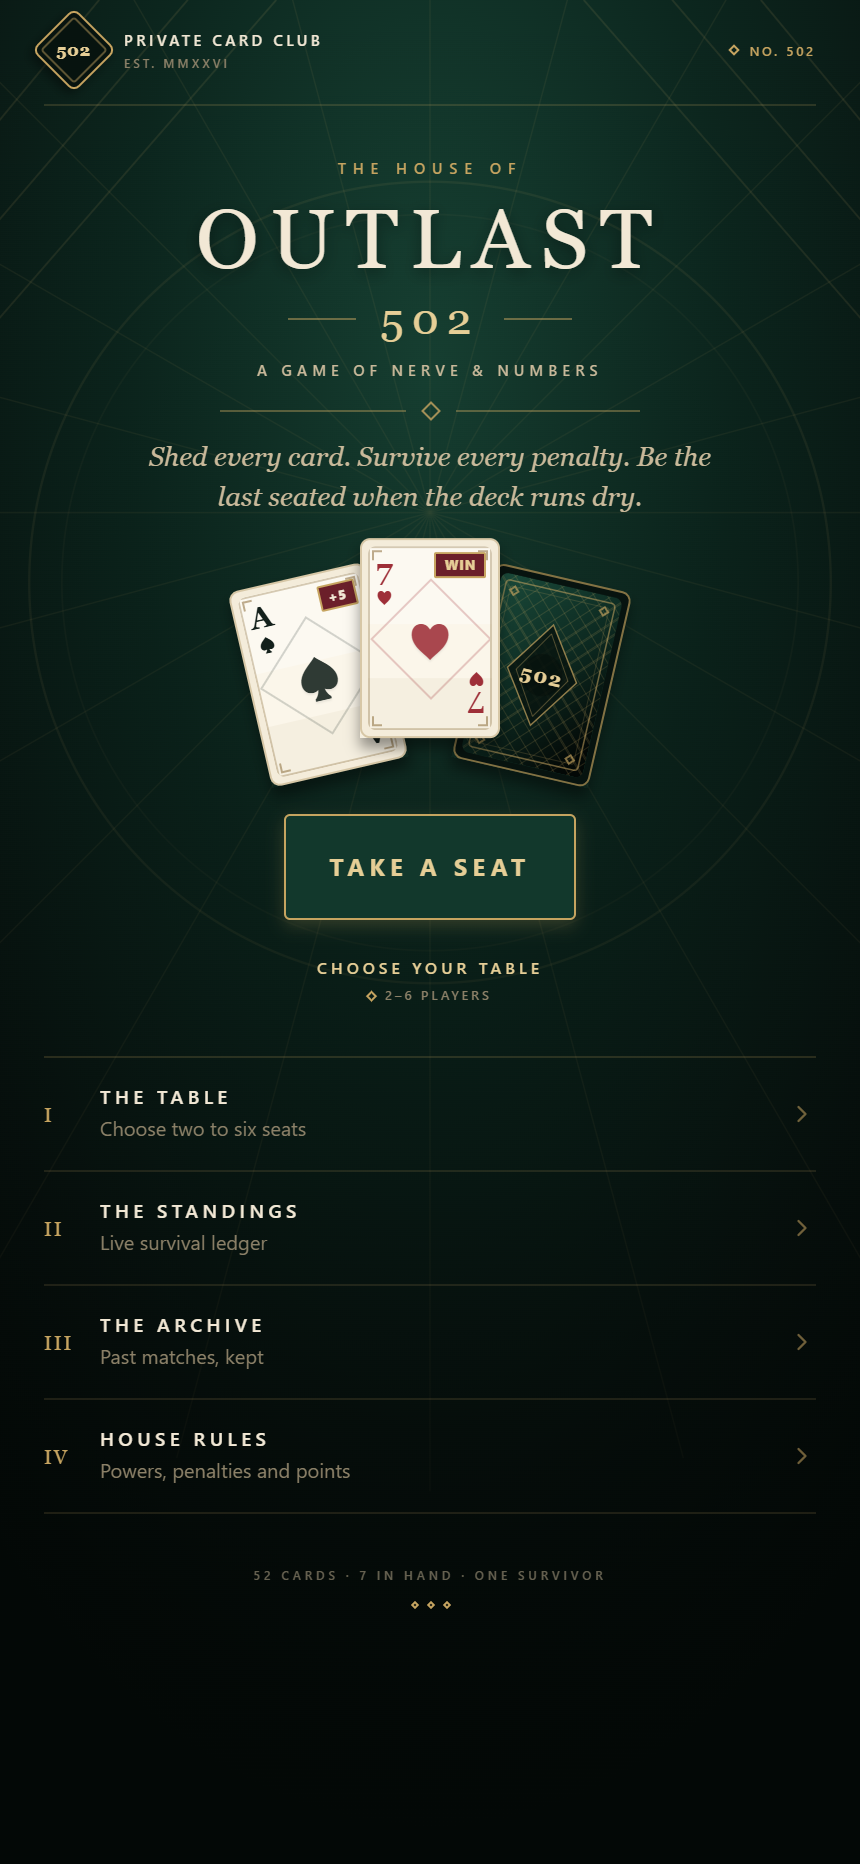 502
PRIVATE CARD CLUB
EST. MMXXVI
NO. 502
THE HOUSE OF
OUTLAST
502
A GAME OF NERVE & NUMBERS
Shed every card. Survive every penalty. Be the
last seated when the deck runs dry.
A
+5
7
WIN
7
502
TAKE A SEAT
CHOOSE YOUR TABLE
2–6 PLAYERS
I
THE TABLE
Choose two to six seats
II
THE STANDINGS
Live survival ledger
III
THE ARCHIVE
Past matches, kept
IV
HOUSE RULES
Powers, penalties and points
52 CARDS · 7 IN HAND · ONE SURVIVOR